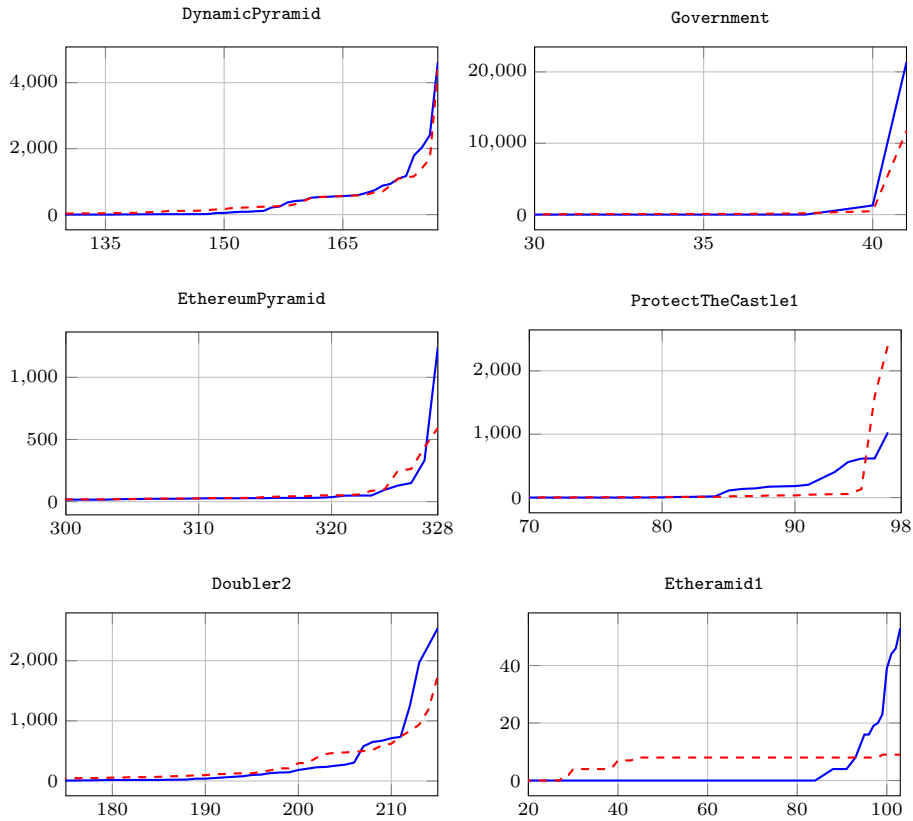 DynamicPyramid
4,000
2,000
0
135 150 165
Government
20,000
10,000
0
30 35 40
EthereumPyramid
1,000
500
0
300 310 320 328
ProtectTheCastle1
2,000
1,000
0
70 80 90 98
Doubler2
2,000
1,000
0
180 190 200 210
Etheramid1
40
20
0
20 40 60 80 100